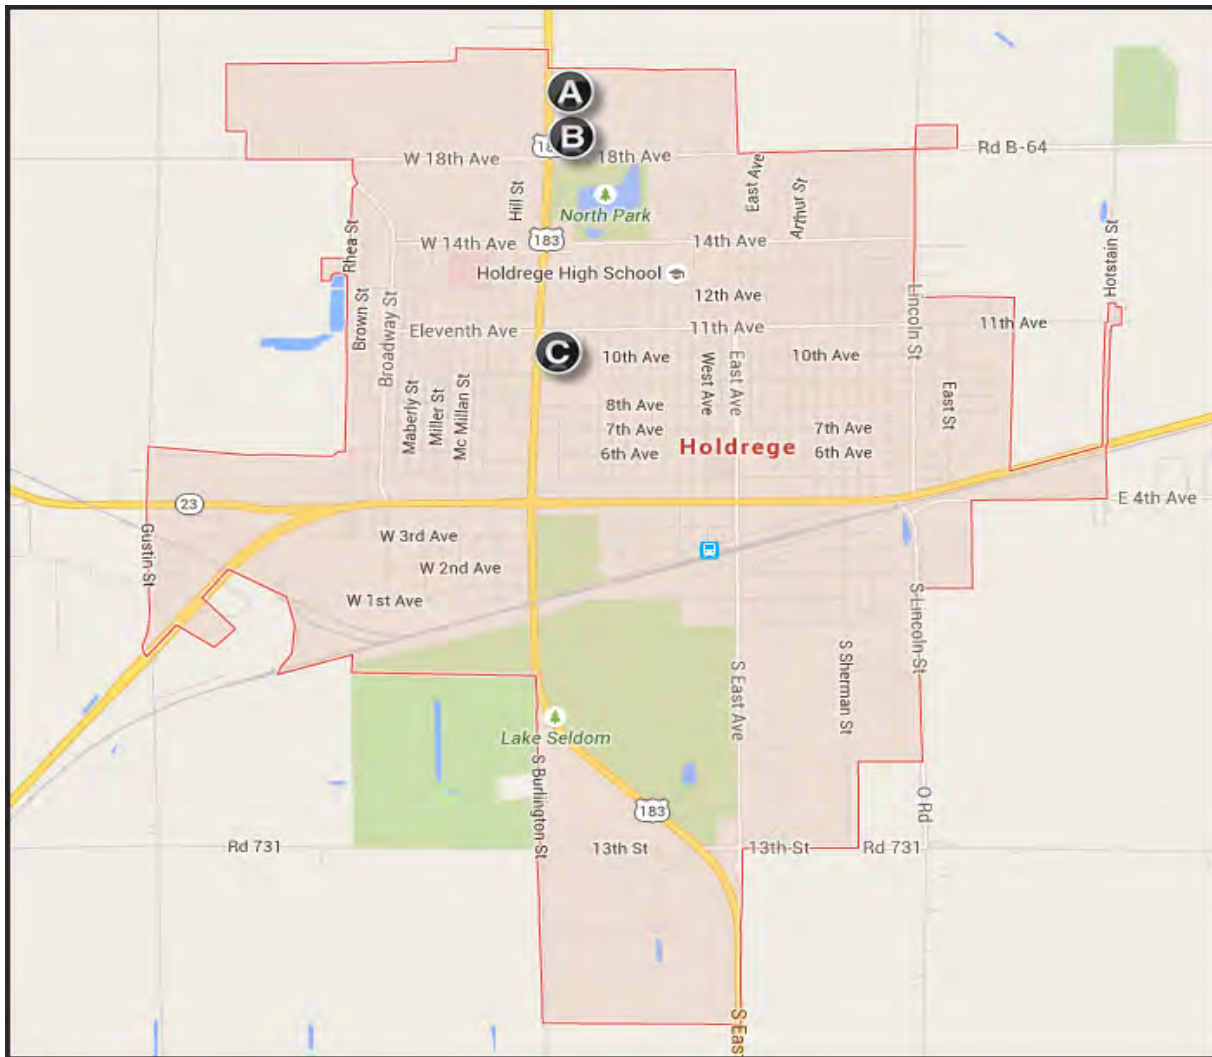 A
B
18
W 18th Ave
18th Ave
Rd B-64
East Ave
Arthur St
Hill St
North Park
Rhea St
W 14th Ave
183
14th Ave
Hotstain St
Holdrege High School
12th Ave
Brown St
Broadway St
Lincoln St
Eleventh Ave
11th Ave
11th Ave
C
10th Ave
West Ave
East Ave
10th Ave
Maberly St
Miller St
Mc Millan St
East St
8th Ave
7th Ave
7th Ave
6th Ave
Holdrege
6th Ave
23
E 4th Ave
Gustin St
W 3rd Ave
W 2nd Ave
W 1st Ave
S Lincoln St
S East Ave
S Sherman St
Lake Seldom
S Burlington St
183
O Rd
Rd 731
13th St
13th St
Rd 731
S Eas